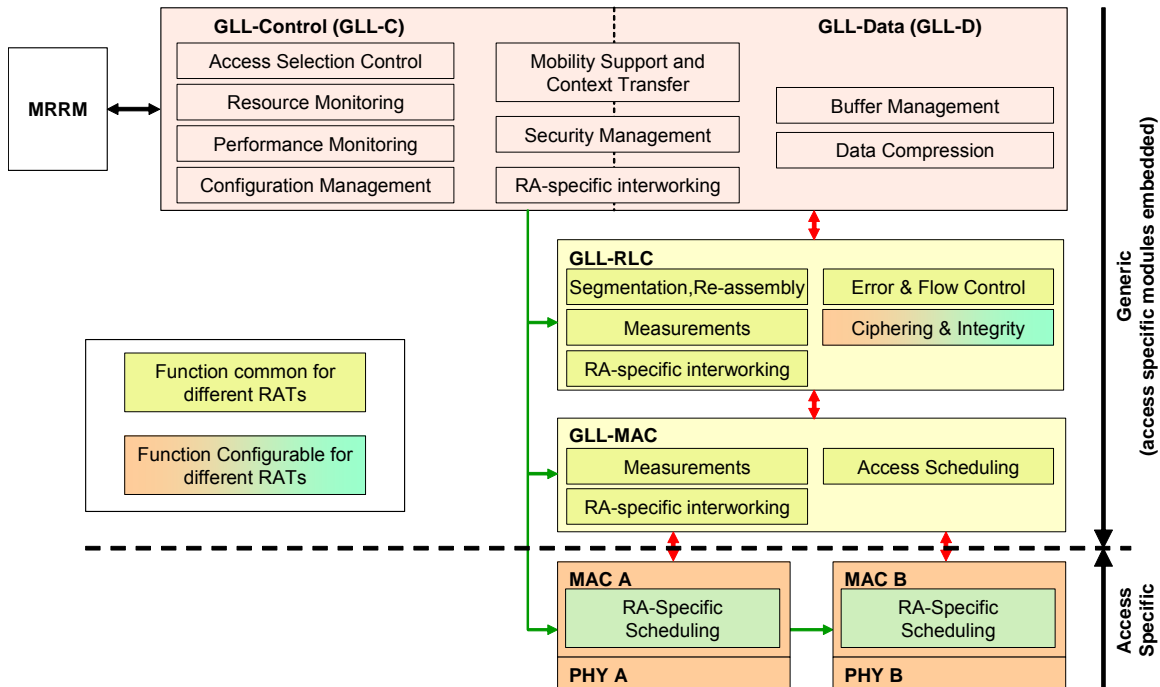 GLL-Control (GLL-C)
GLL-Data (GLL-D)
MRRM
Access Selection Control
Resource Monitoring
Performance Monitoring
Configuration Management
Mobility Support and
Context Transfer
Security Management
RA-specific interworking
Buffer Management
Data Compression
GLL-RLC
Segmentation,Re-assembly
Error & Flow Control
Measurements
Ciphering & Integrity
RA-specific interworking
Function common for
different RATs
Function Configurable for
different RATs
GLL-MAC
Measurements
Access Scheduling
RA-specific interworking
MAC A
RA-Specific
Scheduling
PHY A
MAC B
RA-Specific
Scheduling
PHY B
Generic
(access specific modules embedded)
Access
Specific